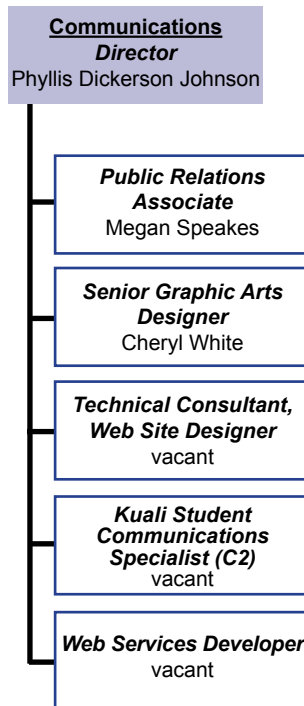 Communications
Director
Phyllis Dickerson Johnson
Public Relations
Associate
Megan Speakes
Senior Graphic Arts
Designer
Cheryl White
Technical Consultant,
Web Site Designer
vacant
Kuali Student
Communications
Specialist (C2)
vacant
Web Services Developer
vacant